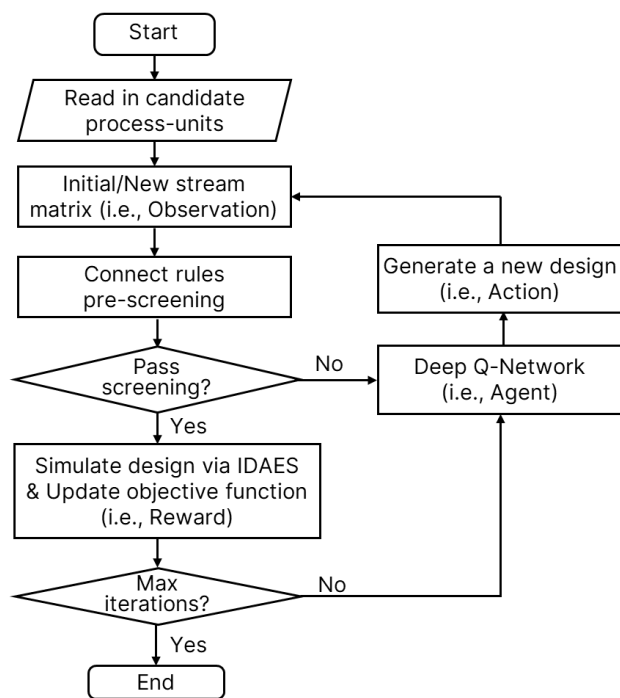 Start
Read in candidate
process-units
Initial/New stream
matrix (i.e., Observation)
Connect rules
pre-screening
Generate a new design
(i.e., Action)
Pass
screening?
No
Deep Q-Network
(i.e., Agent)
Yes
Simulate design via IDAES
& Update objective function
(i.e., Reward)
Max
iterations?
No
Yes
End